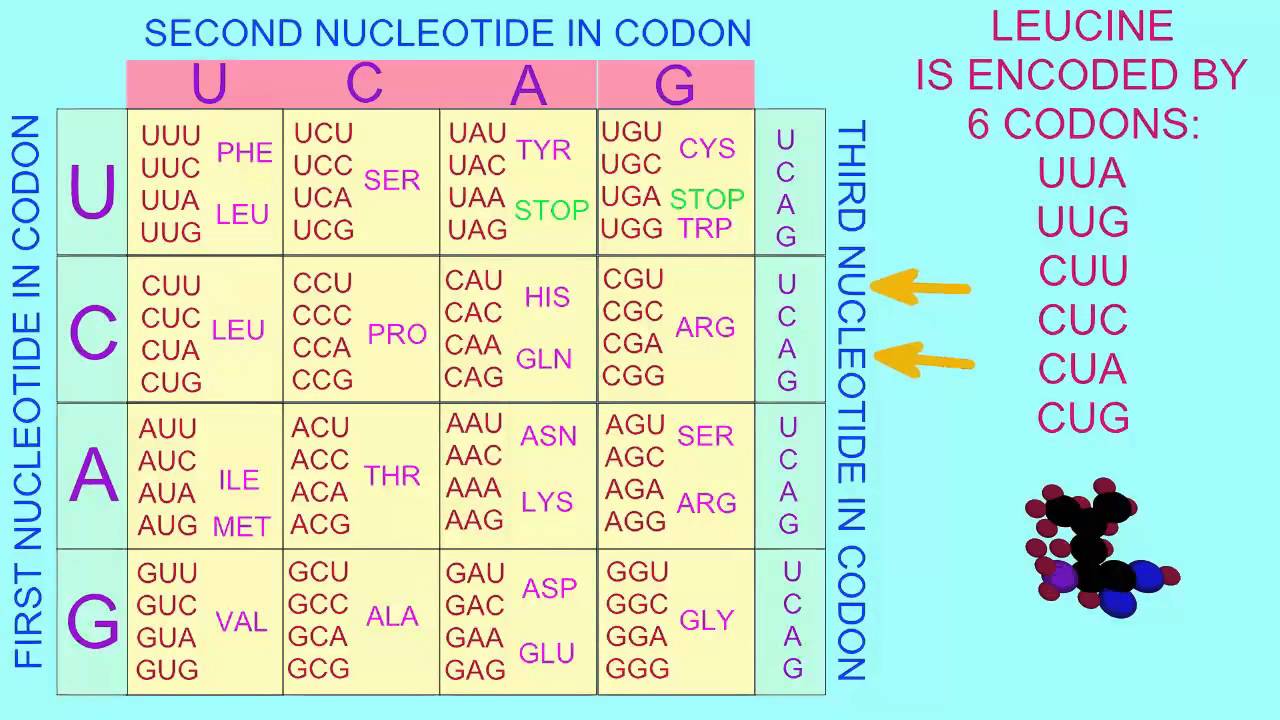 SECOND NUCLEOTIDE IN CODON
U C A G
FIRST NUCLEOTIDE IN CODON
U
UUU
UUC
PHE
UUA
UUG
LEU
UCU
UCC
UCA
UCG
SER
UAU
UAC
TYR
UAA
UAG
STOP
UGU
UGC
CYS
UGA STOP
UGG TRP
U
C
A
G
C
CUU
CUC
CUA
CUG
LEU
CCU
CCC
CCA
CCG
PRO
CAU
CAC
HIS
CAA
CAG
GLN
CGU
CGC
CGA
CGG
ARG
U
C
A
G
A
AUU
AUC
AUA
ILE
AUG MET
ACU
ACC
ACA
ACG
THR
AAU
AAC
ASN
AAA
AAG
LYS
AGU
AGC
SER
AGA
AGG
ARG
U
C
A
G
G
GUU
GUC
GUA
GUG
VAL
GCU
GCC
GCA
GCG
ALA
GAU
GAC
ASP
GAA
GAG
GLU
GGU
GGC
GGA
GGG
GLY
U
C
A
G
THIRD NUCLEOTIDE IN CODON
LEUCINE
IS ENCODED BY
6 CODONS:
UUA
UUG
CUU
CUC
CUA
CUG